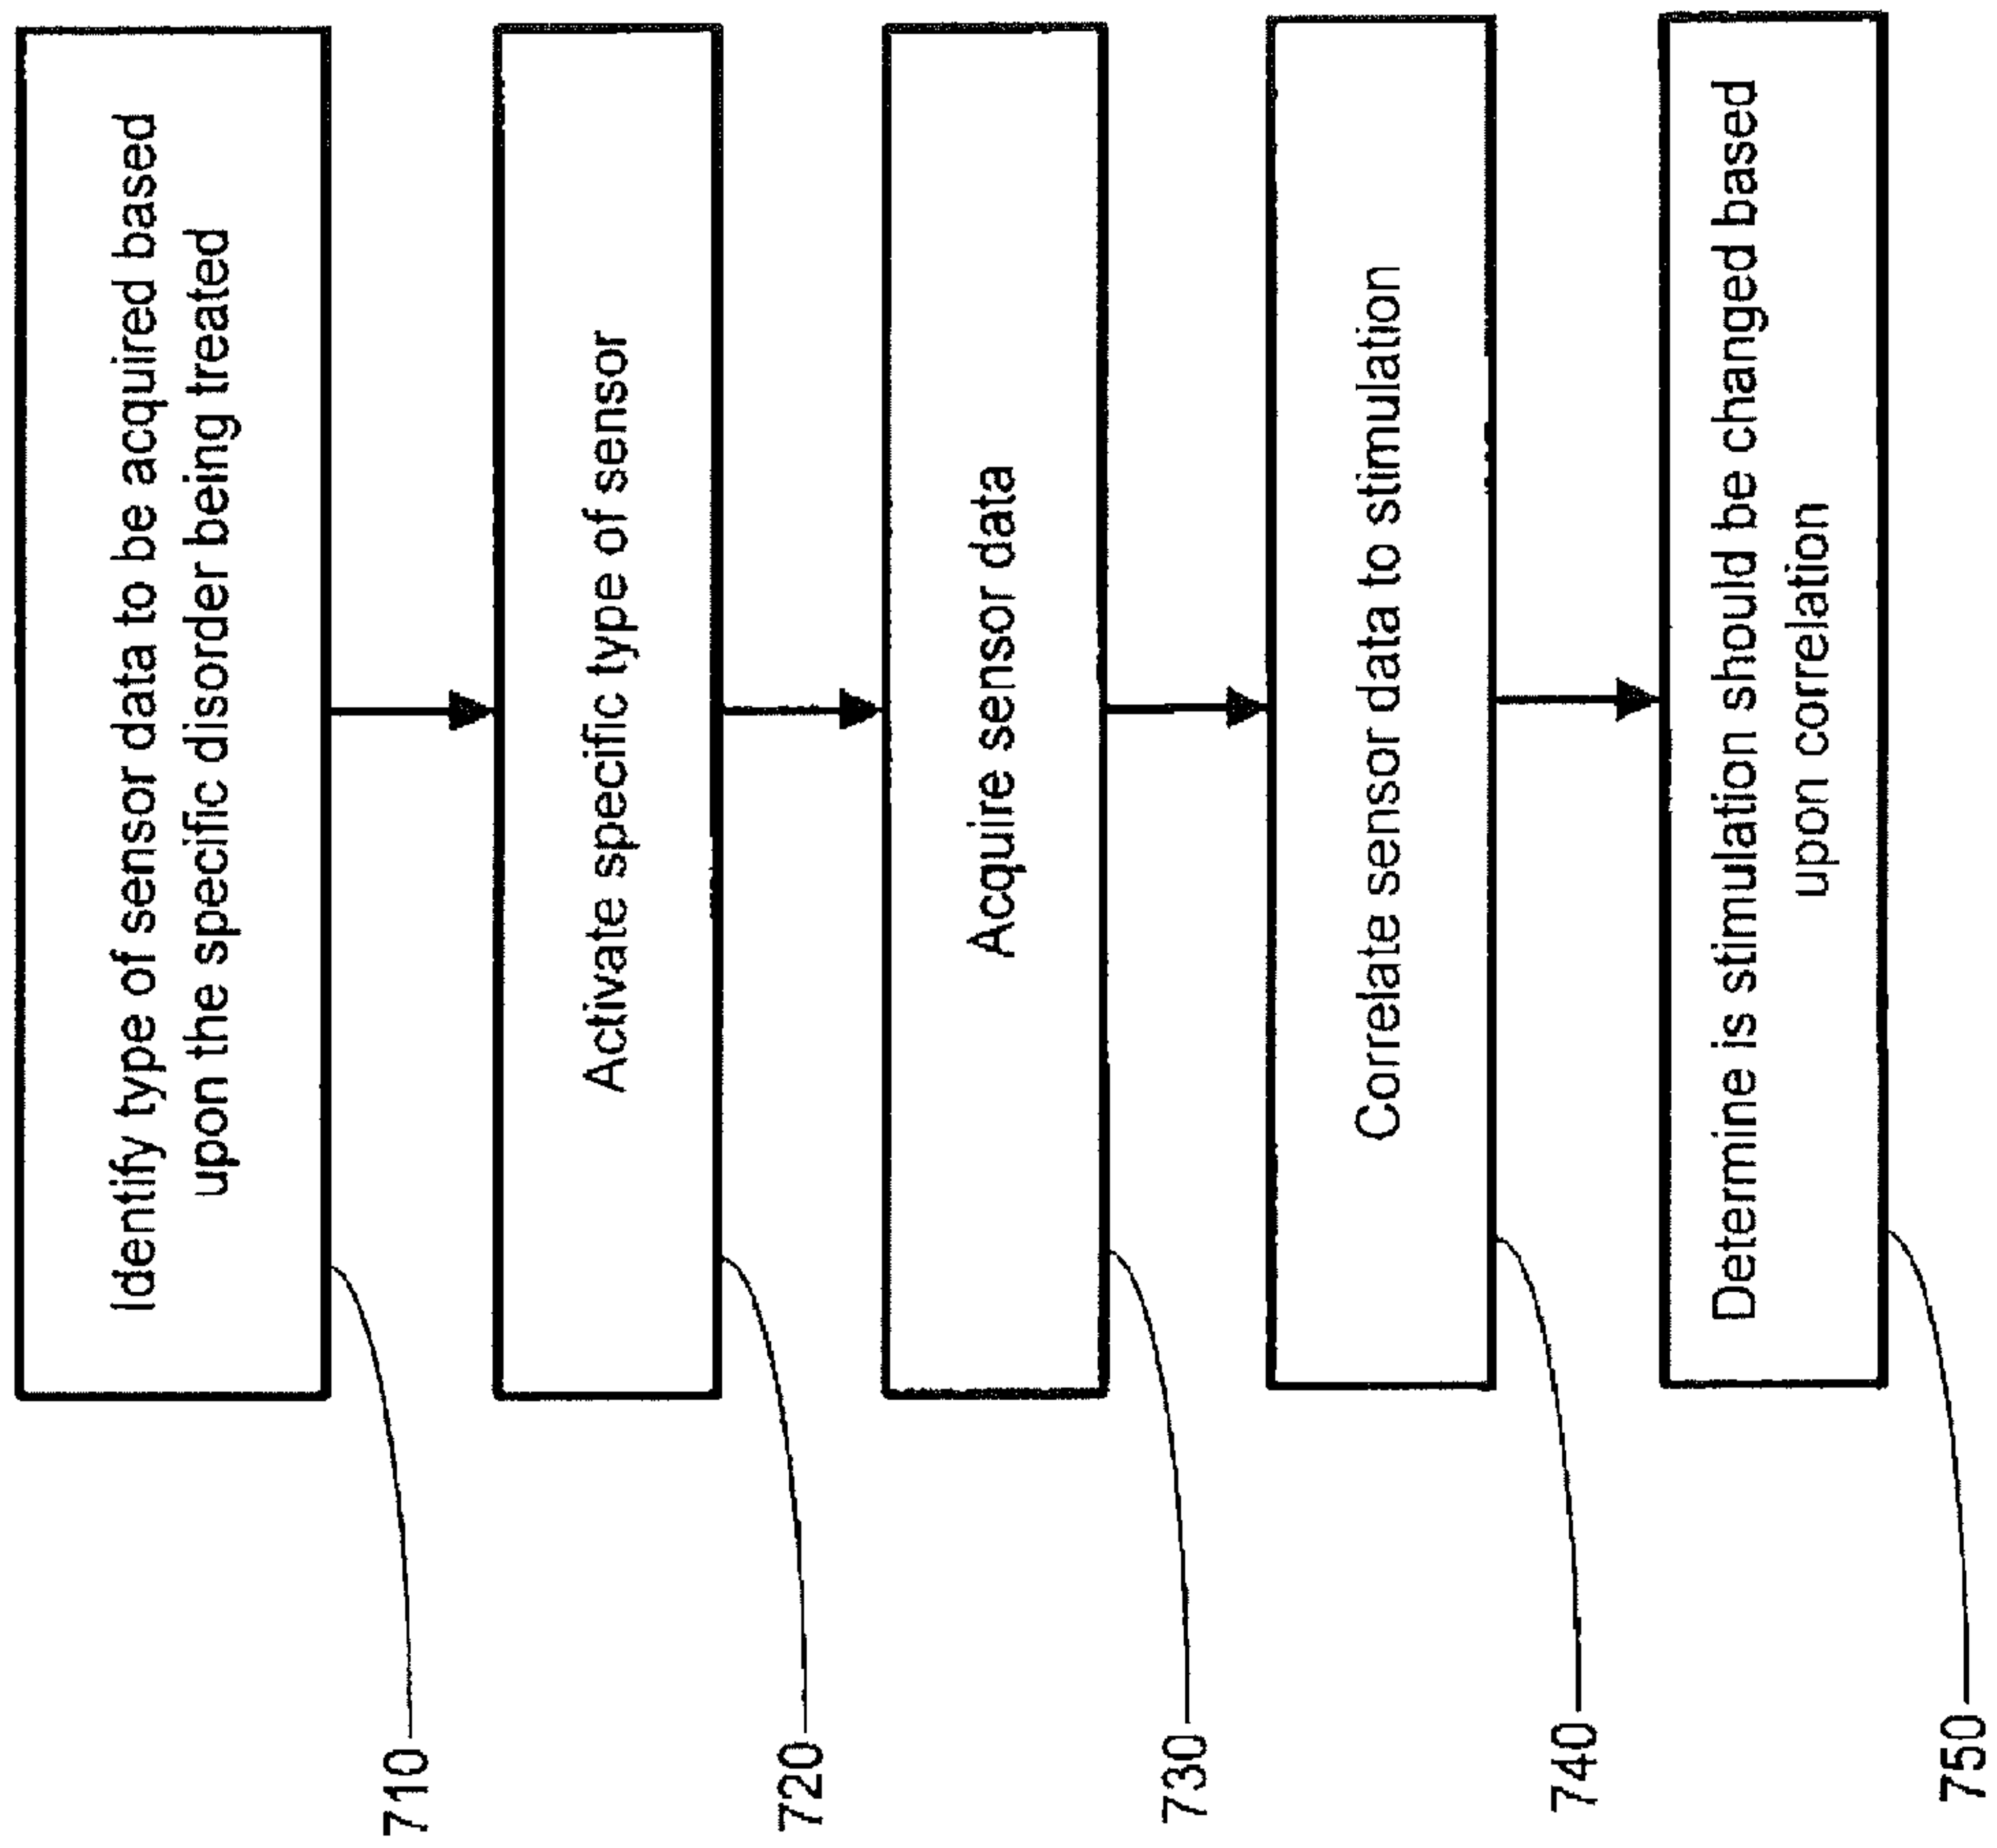 Identify type of sensor data to be acquired based
upon the specific disorder being treated
710
Activate specific type of sensor
720
Acquire sensor data
730
Correlate sensor data to stimulation
740
Determine is stimulation should be changed based
upon correlation
750